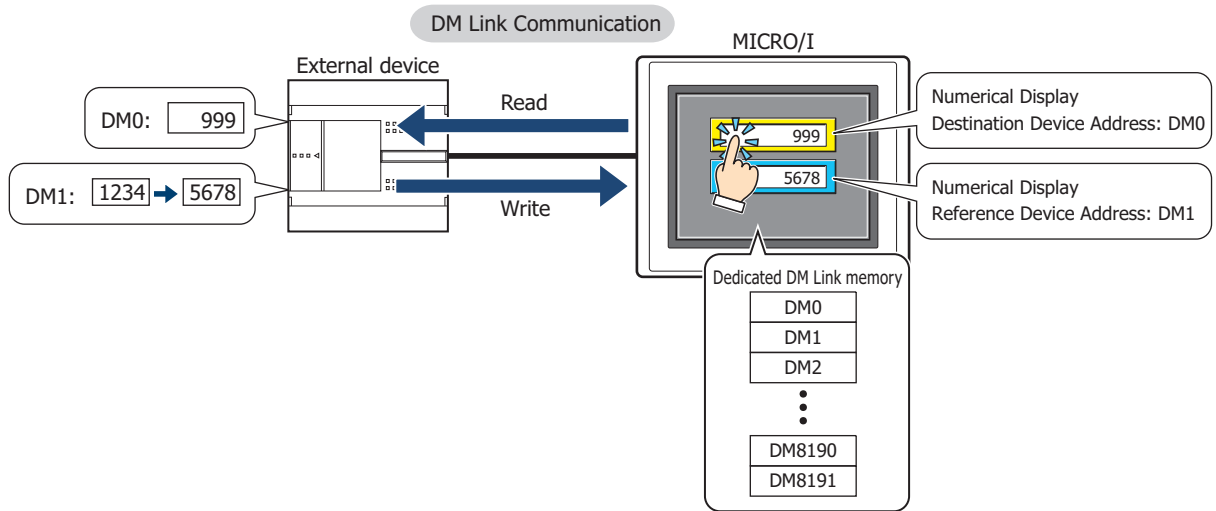 DM Link Communication
MICRO/I
External device
DM0: 999
Read
DM1: 1234 5678
Write
999
5678
Numerical Display
Destination Device Address: DM0
Numerical Display
Reference Device Address: DM1
Dedicated DM Link memory
DM0
DM1
DM2
DM8190
DM8191